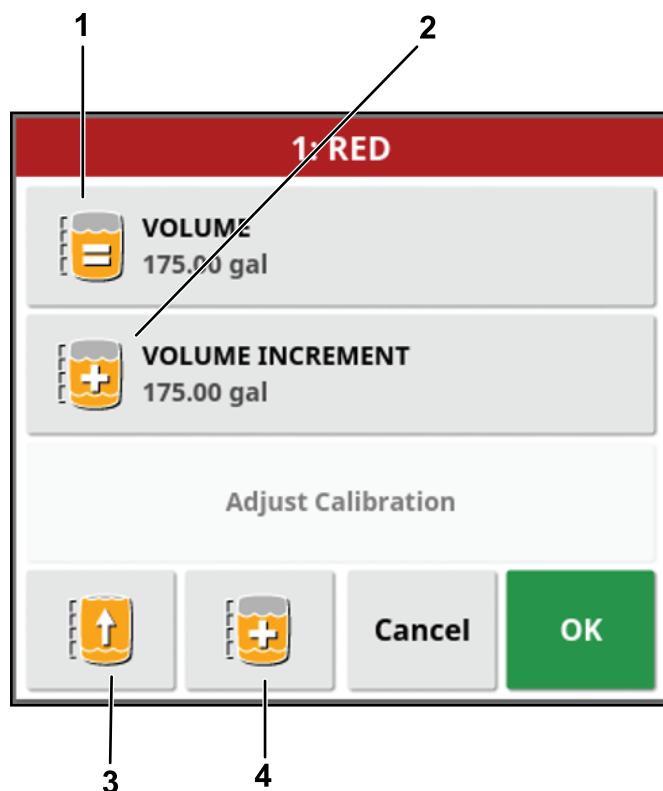 1
2
1: RED
VOLUME
175.00 gal
VOLUME INCREMENT
175.00 gal
Adjust Calibration
Cancel
OK
3
4